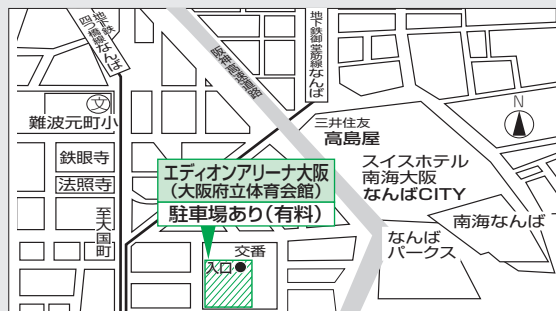 地下鉄
四つ橋線
なんば
阪神高速道路
地下鉄御堂筋線
なんば
文
難波元町小
鉄眼寺
法照寺
至大国町
エディオンアリーナ大阪
(大阪府立体育会館)
駐車場あり(有料)
入口
交番
三井住友
高島屋
スイスホテル
南海大阪
なんばCITY
南海なんば
なんば
パークス
N